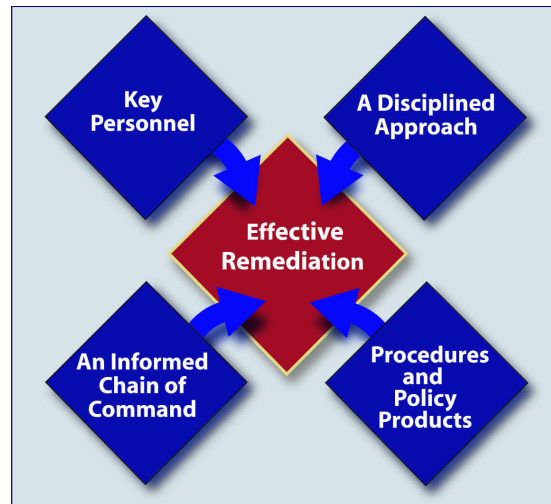 Key
Personnel
A Disciplined
Approach
Effective
Remediation
An Informed
Chain of
Command
Procedures
and
Policy
Products